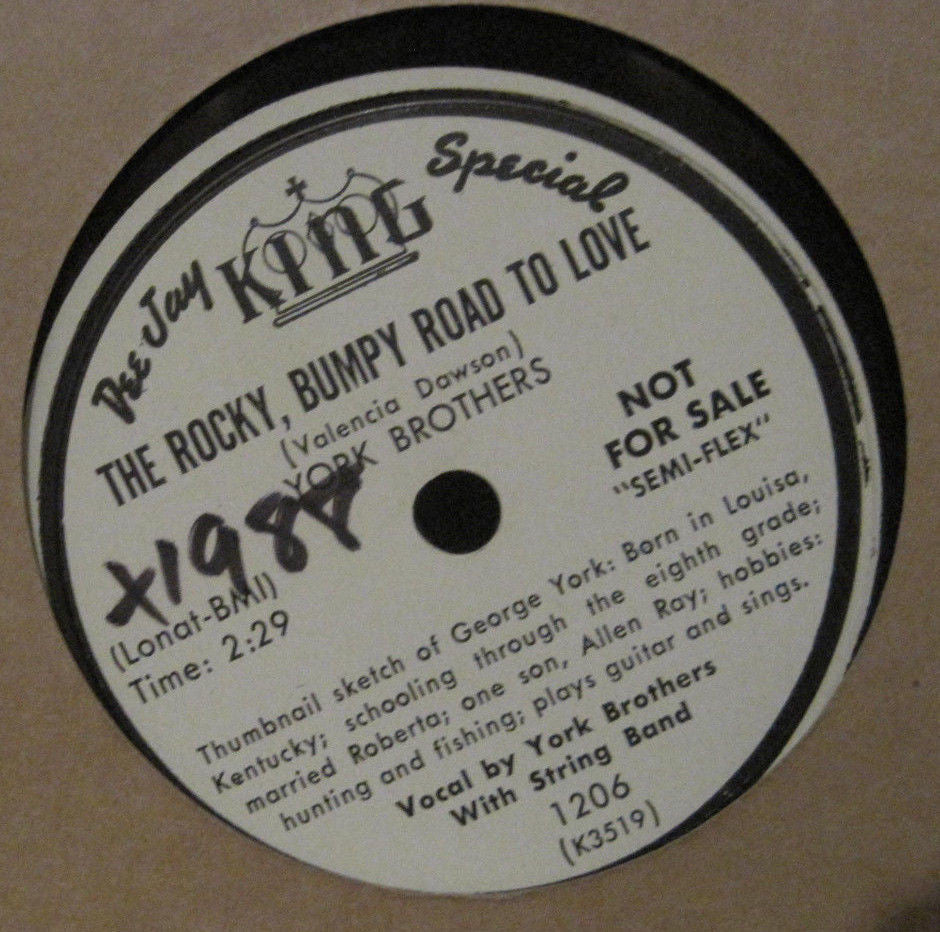 Dee Jay KING Special
THE ROCKY, BUMPY ROAD TO LOVE
(Valencia Dawson)
YORK BROTHERS
NOT
FOR SALE
"SEMI-FLEX"
X1988
(Lonat-BMI)
Time: 2:29
Thumbnail sketch of George York: Born in Louisa,
Kentucky; schooling through the eighth grade;
married Roberta; one son, Allen Ray; hobbies:
hunting and fishing; plays guitar and sings.
Vocal by York Brothers
With String Band
1206
(K3519)